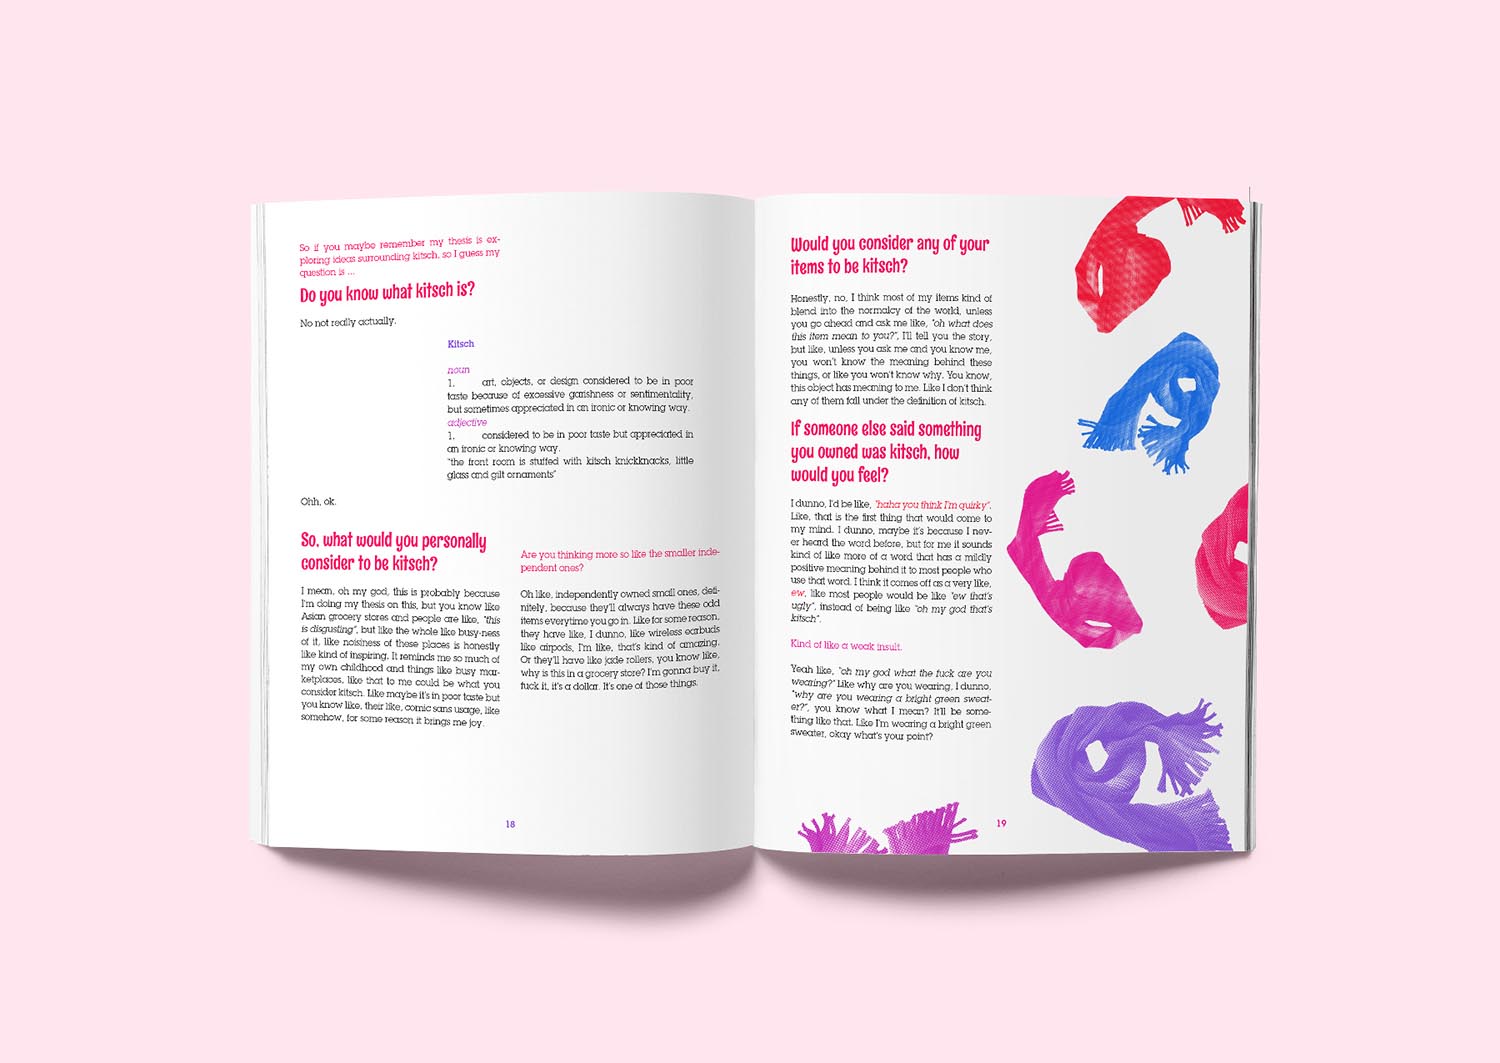 So if you maybe remember my thesis is ex-
ploring ideas surrounding kitsch, so I guess my
question is ...
Do you know what kitsch is?
No not really actually.
Kitsch
noun
1. art, objects, or design considered to be in poor
taste because of excessive garishness or sentimentality,
but sometimes appreciated in an ironic or knowing way.
adjective
1. considered to be in poor taste but appreciated in
an ironic or knowing way.
"the front room is stuffed with kitsch knickknacks, little
glass and gilt ornaments"
Ohh, ok.
So, what would you personally
consider to be kitsch?
I mean, oh my god, this is probably because
I'm doing my thesis on this, but you know like
Asian grocery stores and people are like, "this
is disgusting", but like the whole like busy-ness
of it, like noisiness of these places is honestly
like kind of inspiring. It reminds me so much of
my own childhood and things like busy mar-
ketplaces, like that to me could be what you
consider kitsch. Like maybe it's in poor taste but
you know like, their like, comic sans usage, like
somehow, for some reason it brings me joy.
Are you thinking more so like the smaller inde-
pendent ones?
Oh like, independently owned small ones, defi-
nitely, because they'll always have these odd
items everytime you go in. Like for some reason,
they have like, I dunno, like wireless earbuds
like airpods, I'm like, that's kind of amazing.
Or they'll have like jade rollers, you know like,
why is this in a grocery store? I'm gonna buy it,
fuck it, it's a dollar. It's one of those things.
18
Would you consider any of your
items to be kitsch?
Honestly, no, I think most of my items kind of
blend into the normalcy of the world, unless
you go ahead and ask me like, "oh what does
this item mean to you?", I'll tell you the story,
but like, unless you ask me and you know me,
you won't know the meaning behind these
things, or like you won't know why. You know,
this object has meaning to me. Like I don't think
any of them fall under the definition of kitsch.
If someone else said something
you owned was kitsch, how
would you feel?
I dunno, I'd be like, "haha you think I'm quirky".
Like, that is the first thing that would come to
my mind. I dunno, maybe it's because I nev-
er heard the word before, but for me it sounds
kind of like more of a word that has a mildly
positive meaning behind it to most people who
use that word. I think it comes off as a very like,
ew, like most people would be like "ew that's
ugly", instead of being like "oh my god that's
kitsch".
Kind of like a weak insult.
Yeah like, "oh my god what the fuck are you
wearing?" Like why are you wearing, I dunno,
"why are you wearing a bright green sweat-
er?", you know what I mean? It'll be some-
thing like that. Like I'm wearing a bright green
sweater, okay what's your point?
19